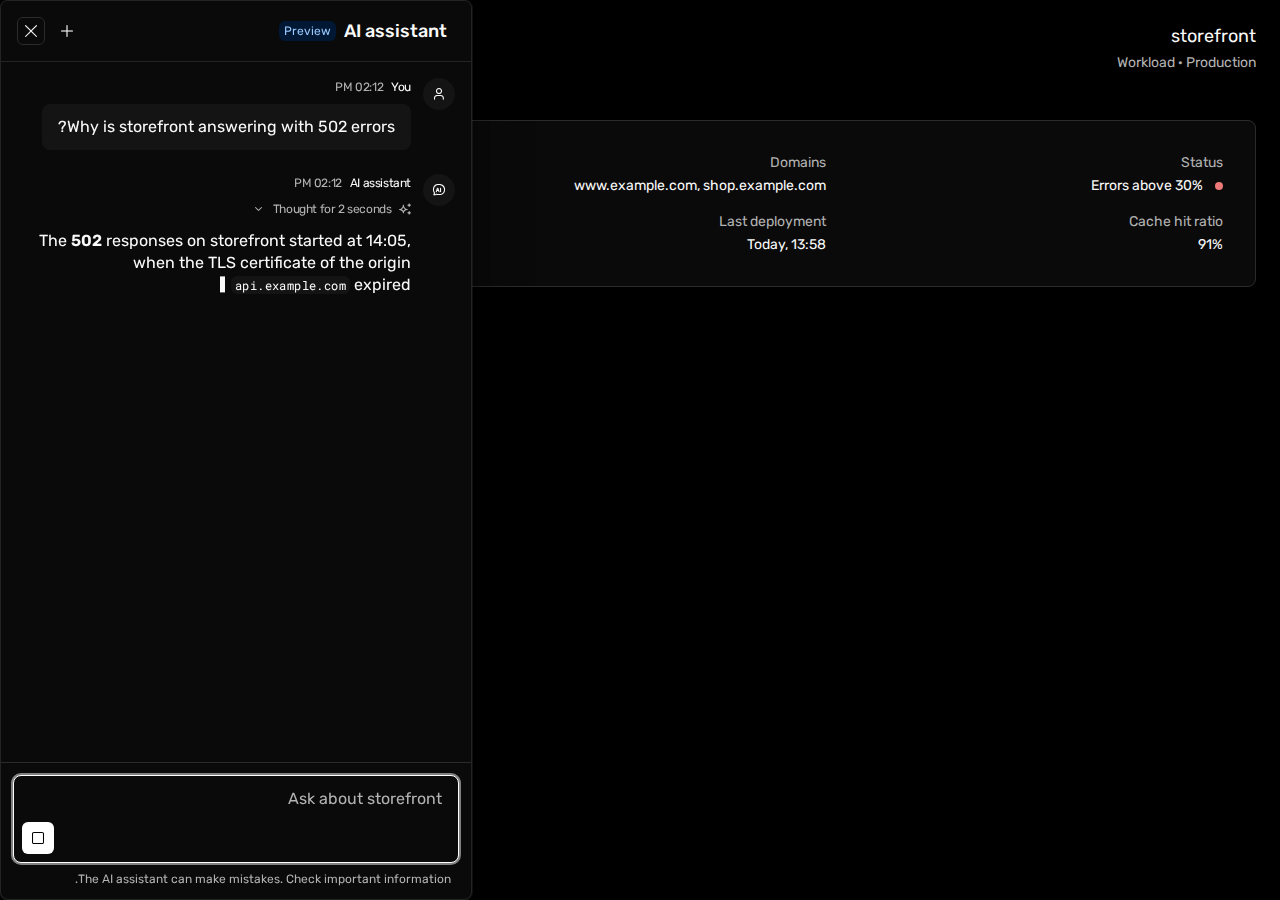 AI assistant Preview
You 02:12 PM
Why is storefront answering with 502 errors?
AI assistant 02:12 PM
Thought for 2 seconds
The 502 responses on storefront started at 14:05,
when the TLS certificate of the origin
api.example.com expired
Ask about storefront
The AI assistant can make mistakes. Check important information.
storefront
Workload • Production
Status
Errors above 30%
Domains
www.example.com, shop.example.com
Cache hit ratio
91%
Last deployment
Today, 13:58